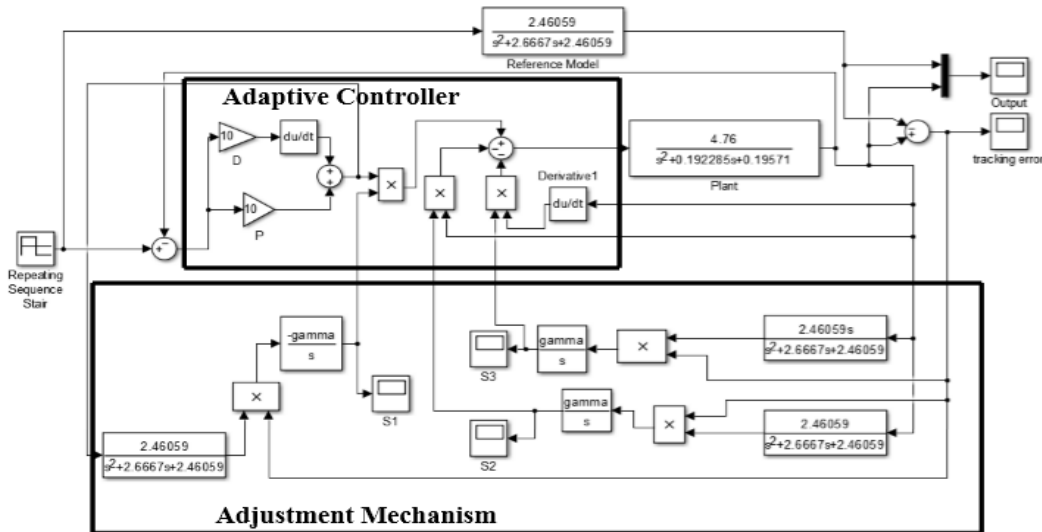 2.46059
s²+2.6667s+2.46059
Reference Model
Adaptive Controller
Output
10
D
du/dt
+
+
×
−
+
−
×
×
4.76
s²+0.192285s+0.19571
Plant
−
+
tracking error
Derivative1
du/dt
10
P
+
−
Repeating
Sequence
Stair
-gamma
s
×
S1
S3
gamma
s
×
2.46059s
s²+2.6667s+2.46059
S2
gamma
s
×
2.46059
s²+2.6667s+2.46059
2.46059
s²+2.6667s+2.46059
Adjustment Mechanism